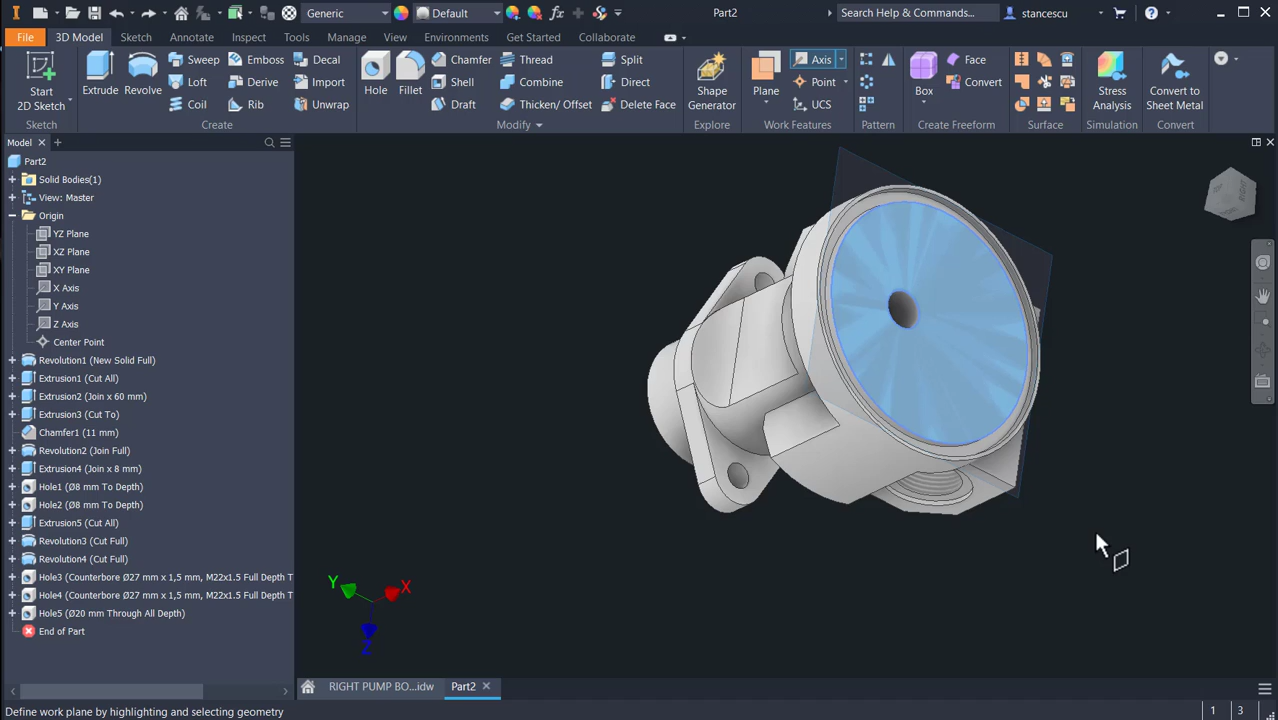 Generic
Default
fx
Part2
Search Help & Commands...
stancescu
File
3D Model
Sketch
Annotate
Inspect
Tools
Manage
View
Environments
Get Started
Collaborate
Start
2D Sketch
Sketch
Extrude
Revolve
Sweep
Loft
Coil
Emboss
Derive
Rib
Decal
Import
Unwrap
Create
Hole
Fillet
Chamfer
Shell
Draft
Thread
Combine
Thicken/ Offset
Split
Direct
Delete Face
Modify
Shape
Generator
Explore
Plane
Axis
Point
UCS
Work Features
Pattern
Box
Face
Convert
Create Freeform
Surface
Stress
Analysis
Simulation
Convert to
Sheet Metal
Convert
Model
Part2
Solid Bodies(1)
View: Master
Origin
YZ Plane
XZ Plane
XY Plane
X Axis
Y Axis
Z Axis
Center Point
Revolution1 (New Solid Full)
Extrusion1 (Cut All)
Extrusion2 (Join x 60 mm)
Extrusion3 (Cut To)
Chamfer1 (11 mm)
Revolution2 (Join Full)
Extrusion4 (Join x 8 mm)
Hole1 (Ø8 mm To Depth)
Hole2 (Ø8 mm To Depth)
Extrusion5 (Cut All)
Revolution3 (Cut Full)
Revolution4 (Cut Full)
Hole3 (Counterbore Ø27 mm x 1,5 mm, M22x1.5 Full Depth T
Hole4 (Counterbore Ø27 mm x 1,5 mm, M22x1.5 Full Depth T
Hole5 (Ø20 mm Through All Depth)
End of Part
RIGHT
Y
X
Z
RIGHT PUMP BO...idw
Part2
Define work plane by highlighting and selecting geometry
1
3